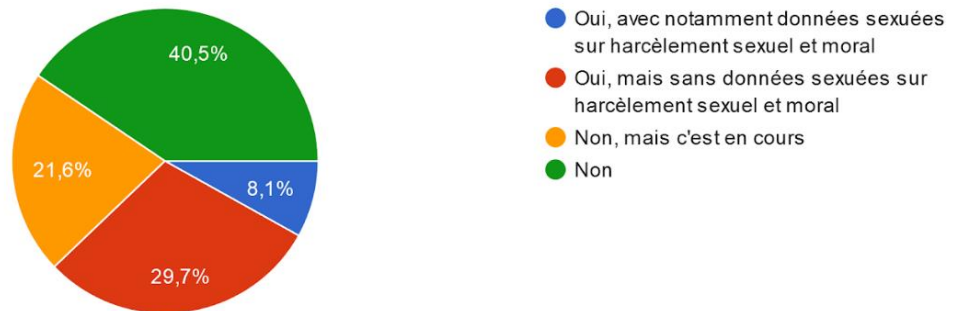 40,5%
21,6%
8,1%
29,7%
Oui, avec notamment données sexuées
sur harcèlement sexuel et moral
Oui, mais sans données sexuées sur
harcèlement sexuel et moral
Non, mais c'est en cours
Non